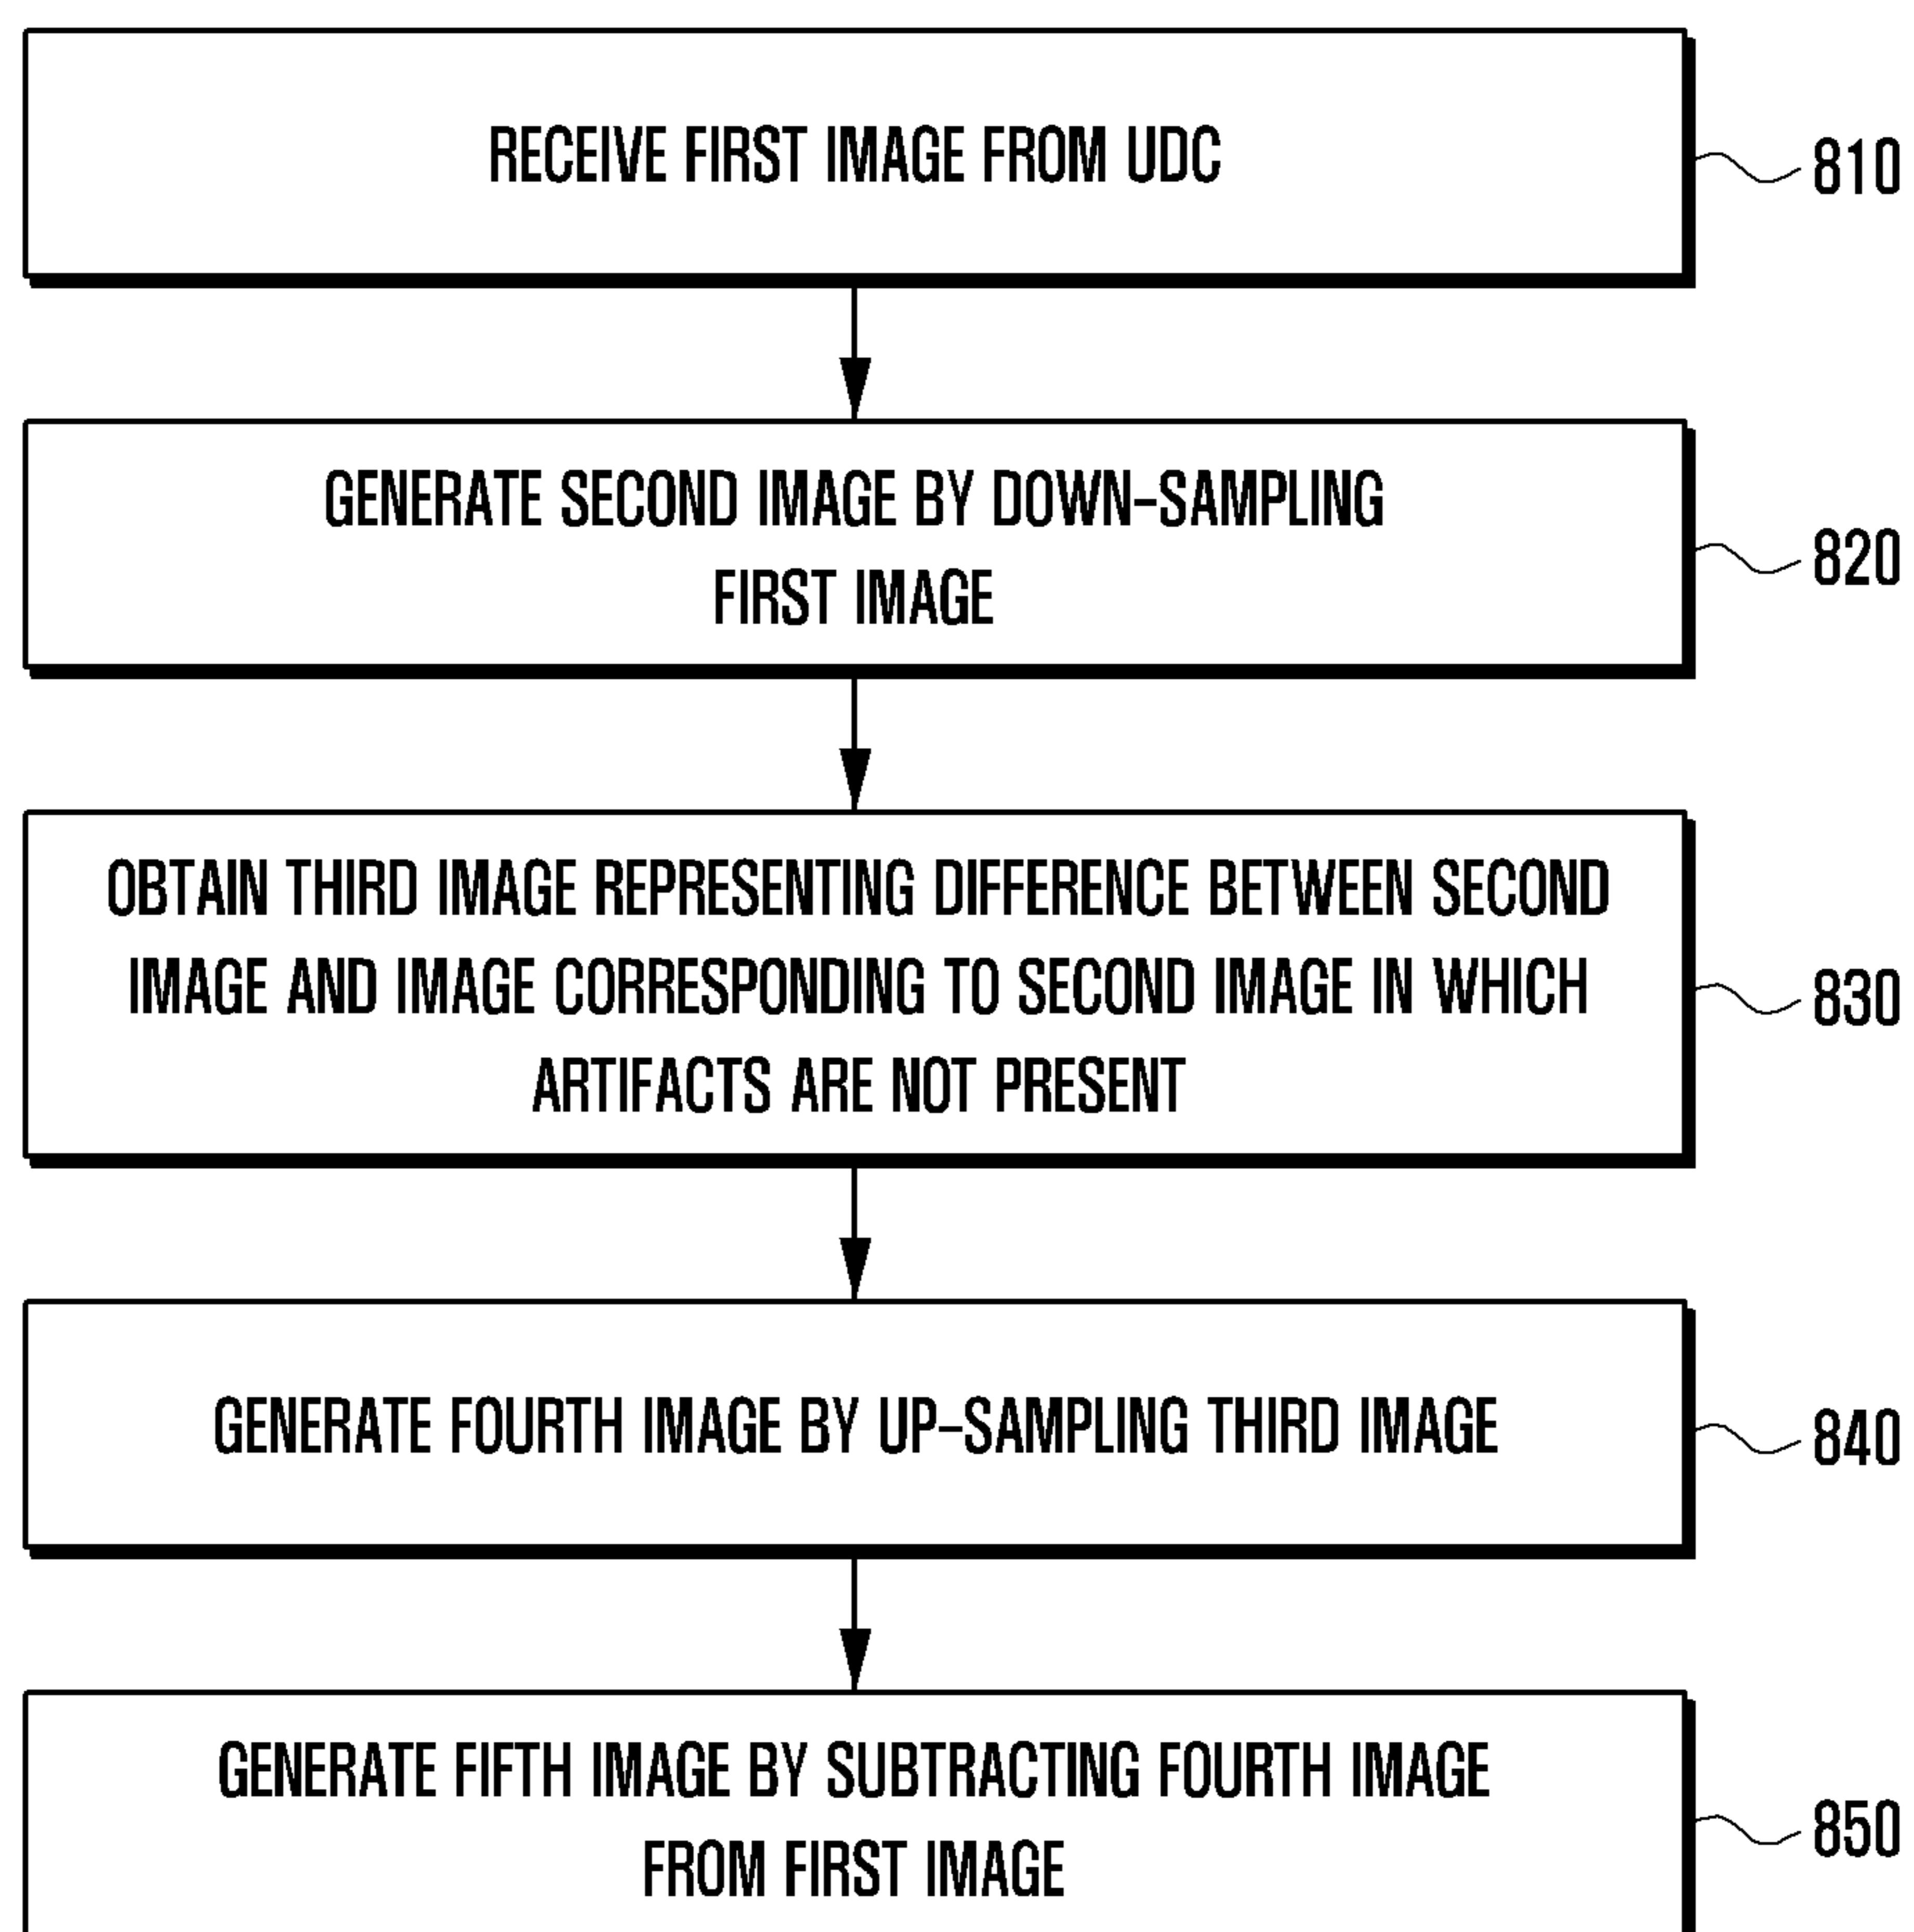 RECEIVE FIRST IMAGE FROM UDC
810
GENERATE SECOND IMAGE BY DOWN-SAMPLING
FIRST IMAGE
820
OBTAIN THIRD IMAGE REPRESENTING DIFFERENCE BETWEEN SECOND
IMAGE AND IMAGE CORRESPONDING TO SECOND IMAGE IN WHICH
ARTIFACTS ARE NOT PRESENT
830
GENERATE FOURTH IMAGE BY UP-SAMPLING THIRD IMAGE
840
GENERATE FIFTH IMAGE BY SUBTRACTING FOURTH IMAGE
FROM FIRST IMAGE
850